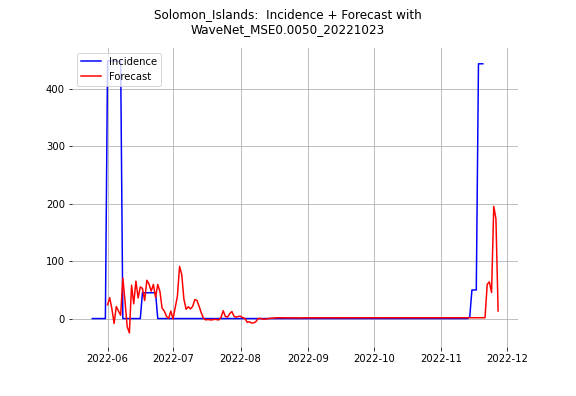 Solomon_Islands:  Incidence + Forecast with
WaveNet_MSE0.0050_20221023
Incidence
Forecast
400
300
200
100
0
2022-06 2022-07 2022-08 2022-09 2022-10 2022-11 2022-12